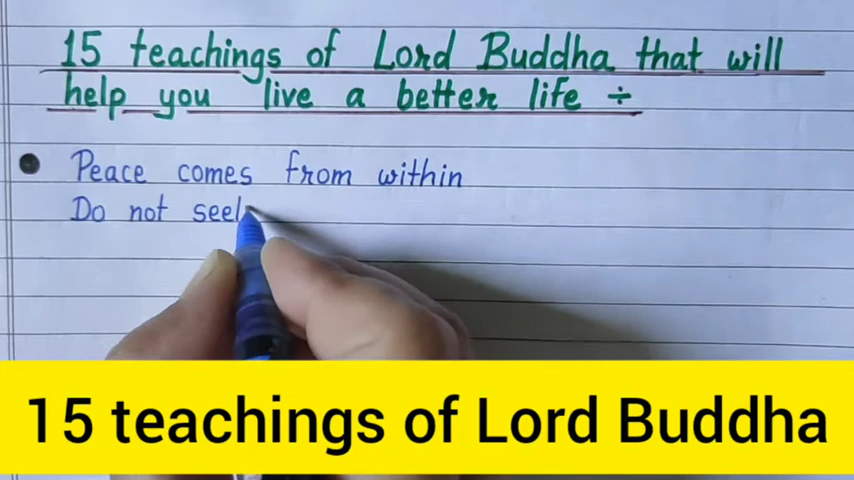 15 teachings of Lord Buddha that will
help you live a better life ÷
Peace comes from within
Do not
15 teachings of Lord Buddha